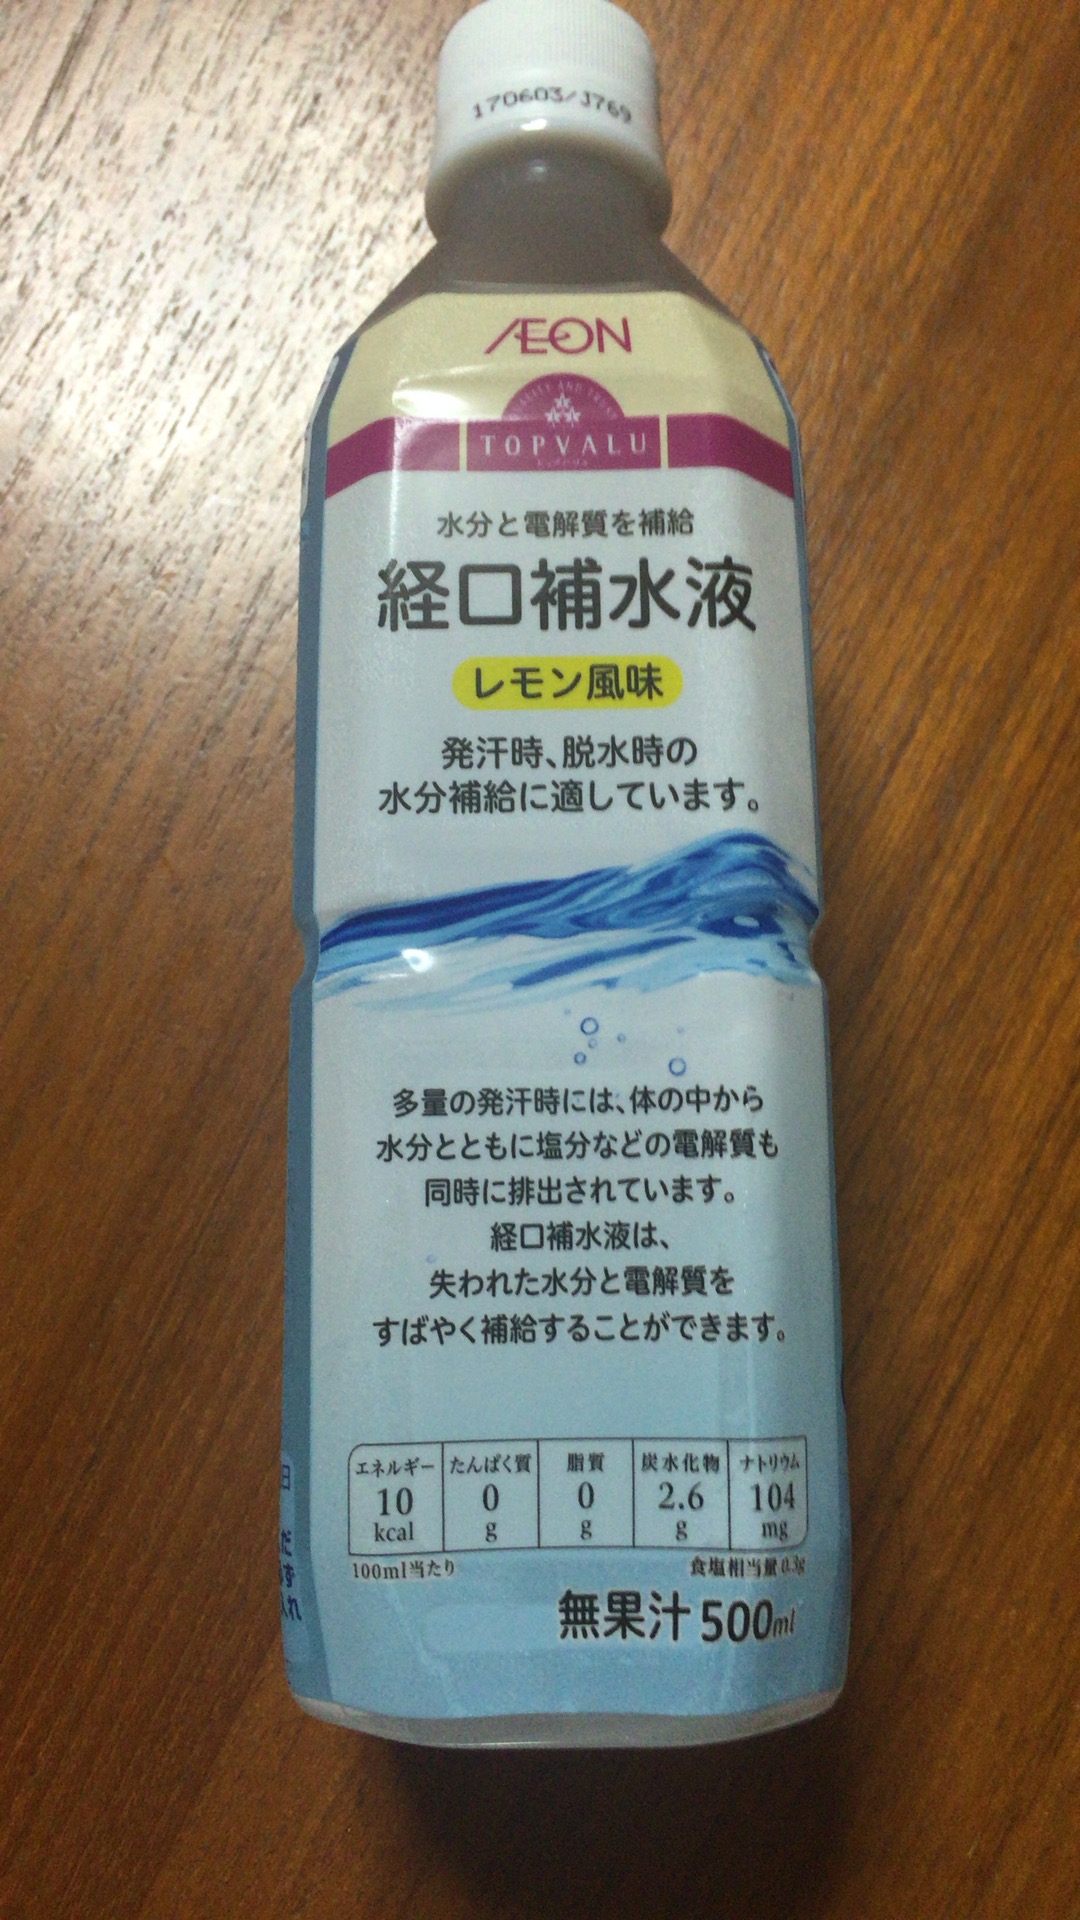 170603/J769
ÆON
TOPVALU
水分と電解質を補給
経口補水液
レモン風味
発汗時、脱水時の
水分補給に適しています。
多量の発汗時には、体の中から
水分とともに塩分などの電解質も
同時に排出されています。
経口補水液は、
失われた水分と電解質を
すばやく補給することができます。
エネルギー たんぱく質 脂質 炭水化物 ナトリウム
10 0 0 2.6 104
kcal g g g mg
100ml当たり 食塩相当量0.3g
無果汁 500ml